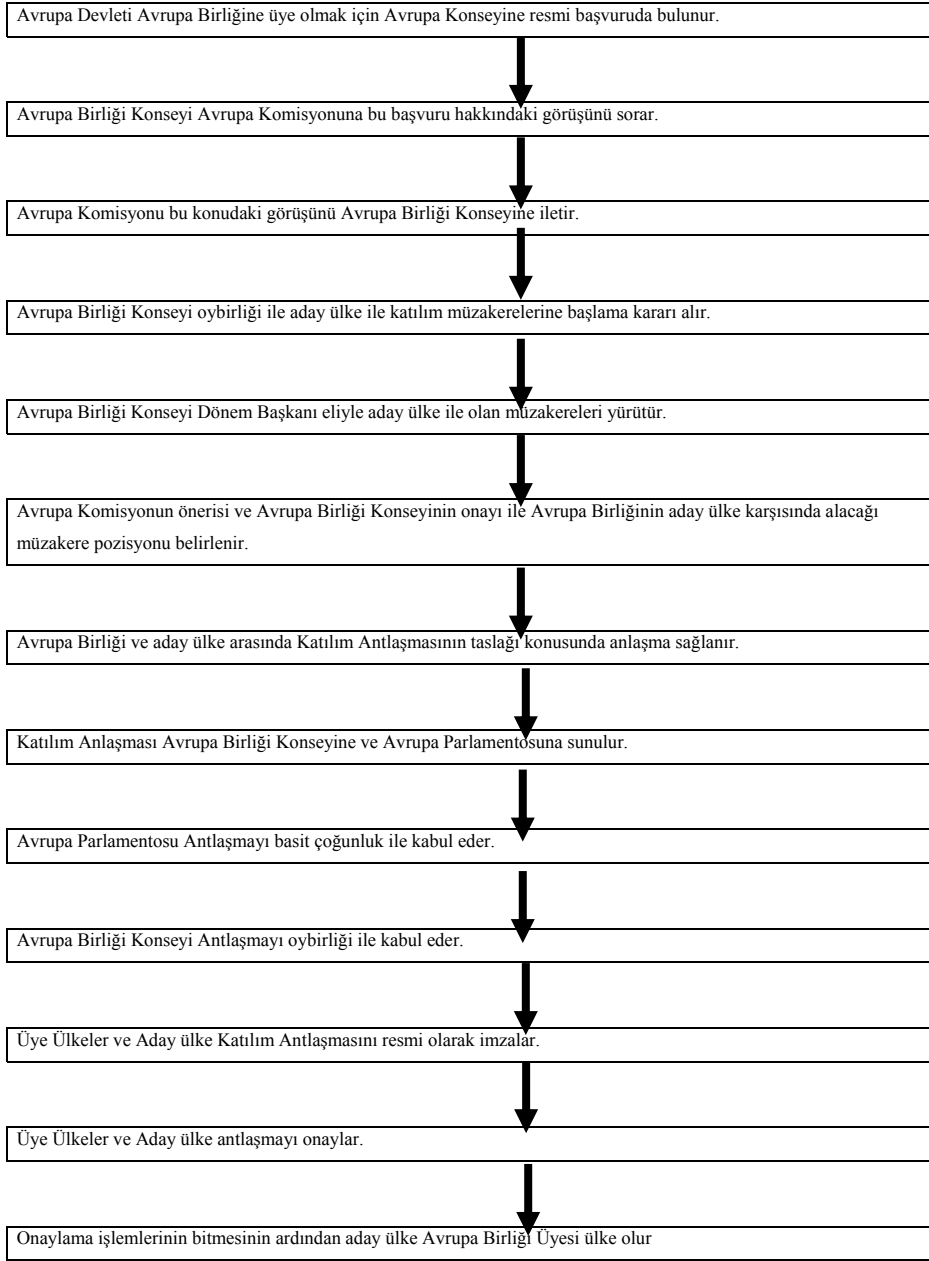 Avrupa Devleti Avrupa Birliğine üye olmak için Avrupa Konseyine resmi başvuruda bulunur.
Avrupa Birliği Konseyi Avrupa Komisyonuna bu başvuru hakkındaki görüşünü sorar.
Avrupa Komisyonu bu konudaki görüşünü Avrupa Birliği Konseyine iletir.
Avrupa Birliği Konseyi oybirliği ile aday ülke ile katılım müzakerelerine başlama kararı alır.
Avrupa Birliği Konseyi Dönem Başkanı eliyle aday ülke ile olan müzakereleri yürütür.
Avrupa Komisyonun önerisi ve Avrupa Birliği Konseyinin onayı ile Avrupa Birliğinin aday ülke karşısında alacağı
müzakere pozisyonu belirlenir.
Avrupa Birliği ve aday ülke arasında Katılım Antlaşmasının taslağı konusunda anlaşma sağlanır.
Katılım Anlaşması Avrupa Birliği Konseyine ve Avrupa Parlamentosuna sunulur.
Avrupa Parlamentosu Antlaşmayı basit çoğunluk ile kabul eder.
Avrupa Birliği Konseyi Antlaşmayı oybirliği ile kabul eder.
Üye Ülkeler ve Aday ülke Katılım Antlaşmasını resmi olarak imzalar.
Üye Ülkeler ve Aday ülke antlaşmayı onaylar.
Onaylama işlemlerinin bitmesinin ardından aday ülke Avrupa Birliği Üyesi ülke olur